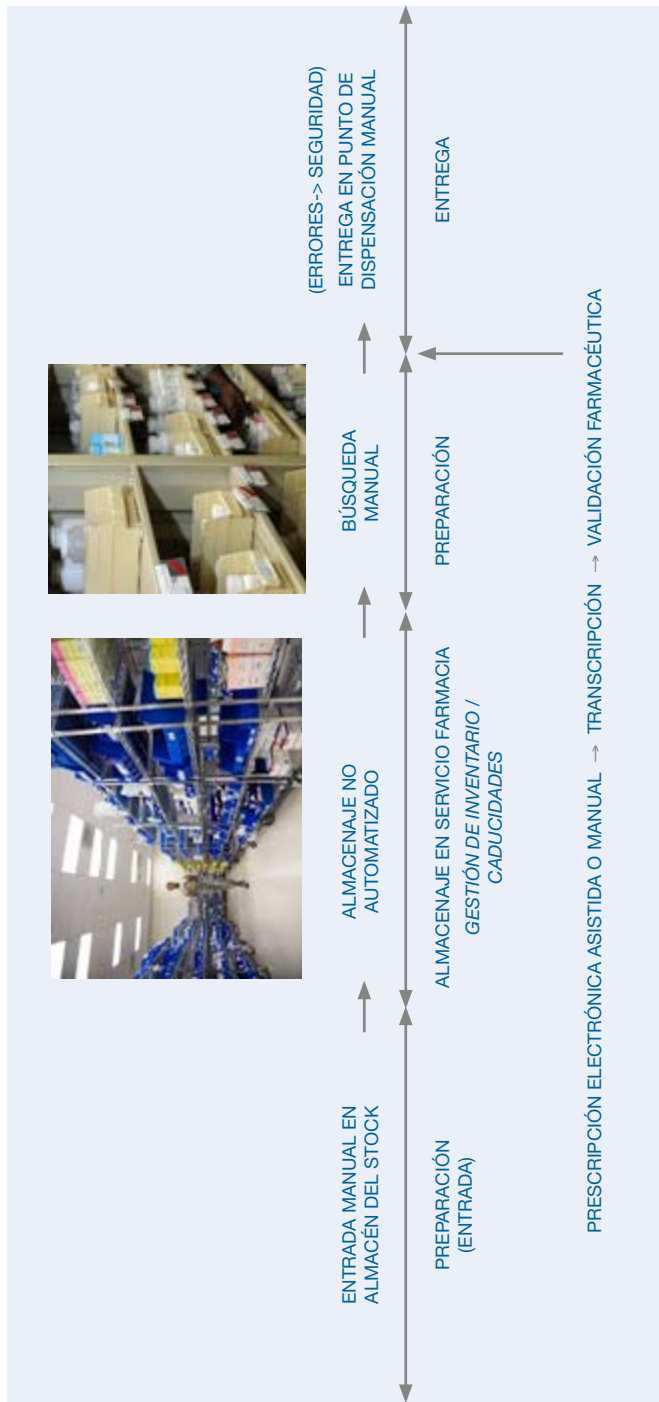 ENTRADA MANUAL EN
ALMACÉN DEL STOCK
ALMACENAJE NO
AUTOMATIZADO
BÚSQUEDA
MANUAL
(ERRORES-> SEGURIDAD)
ENTREGA EN PUNTO DE
DISPENSACIÓN MANUAL
PREPARACIÓN
(ENTRADA)
ALMACENAJE EN SERVICIO FARMACIA
GESTIÓN DE INVENTARIO /
CADUCIDADES
PREPARACIÓN
ENTREGA
PRESCRIPCIÓN ELECTRÓNICA ASISTIDA O MANUAL → TRANSCRIPCIÓN → VALIDACIÓN FARMACÉUTICA